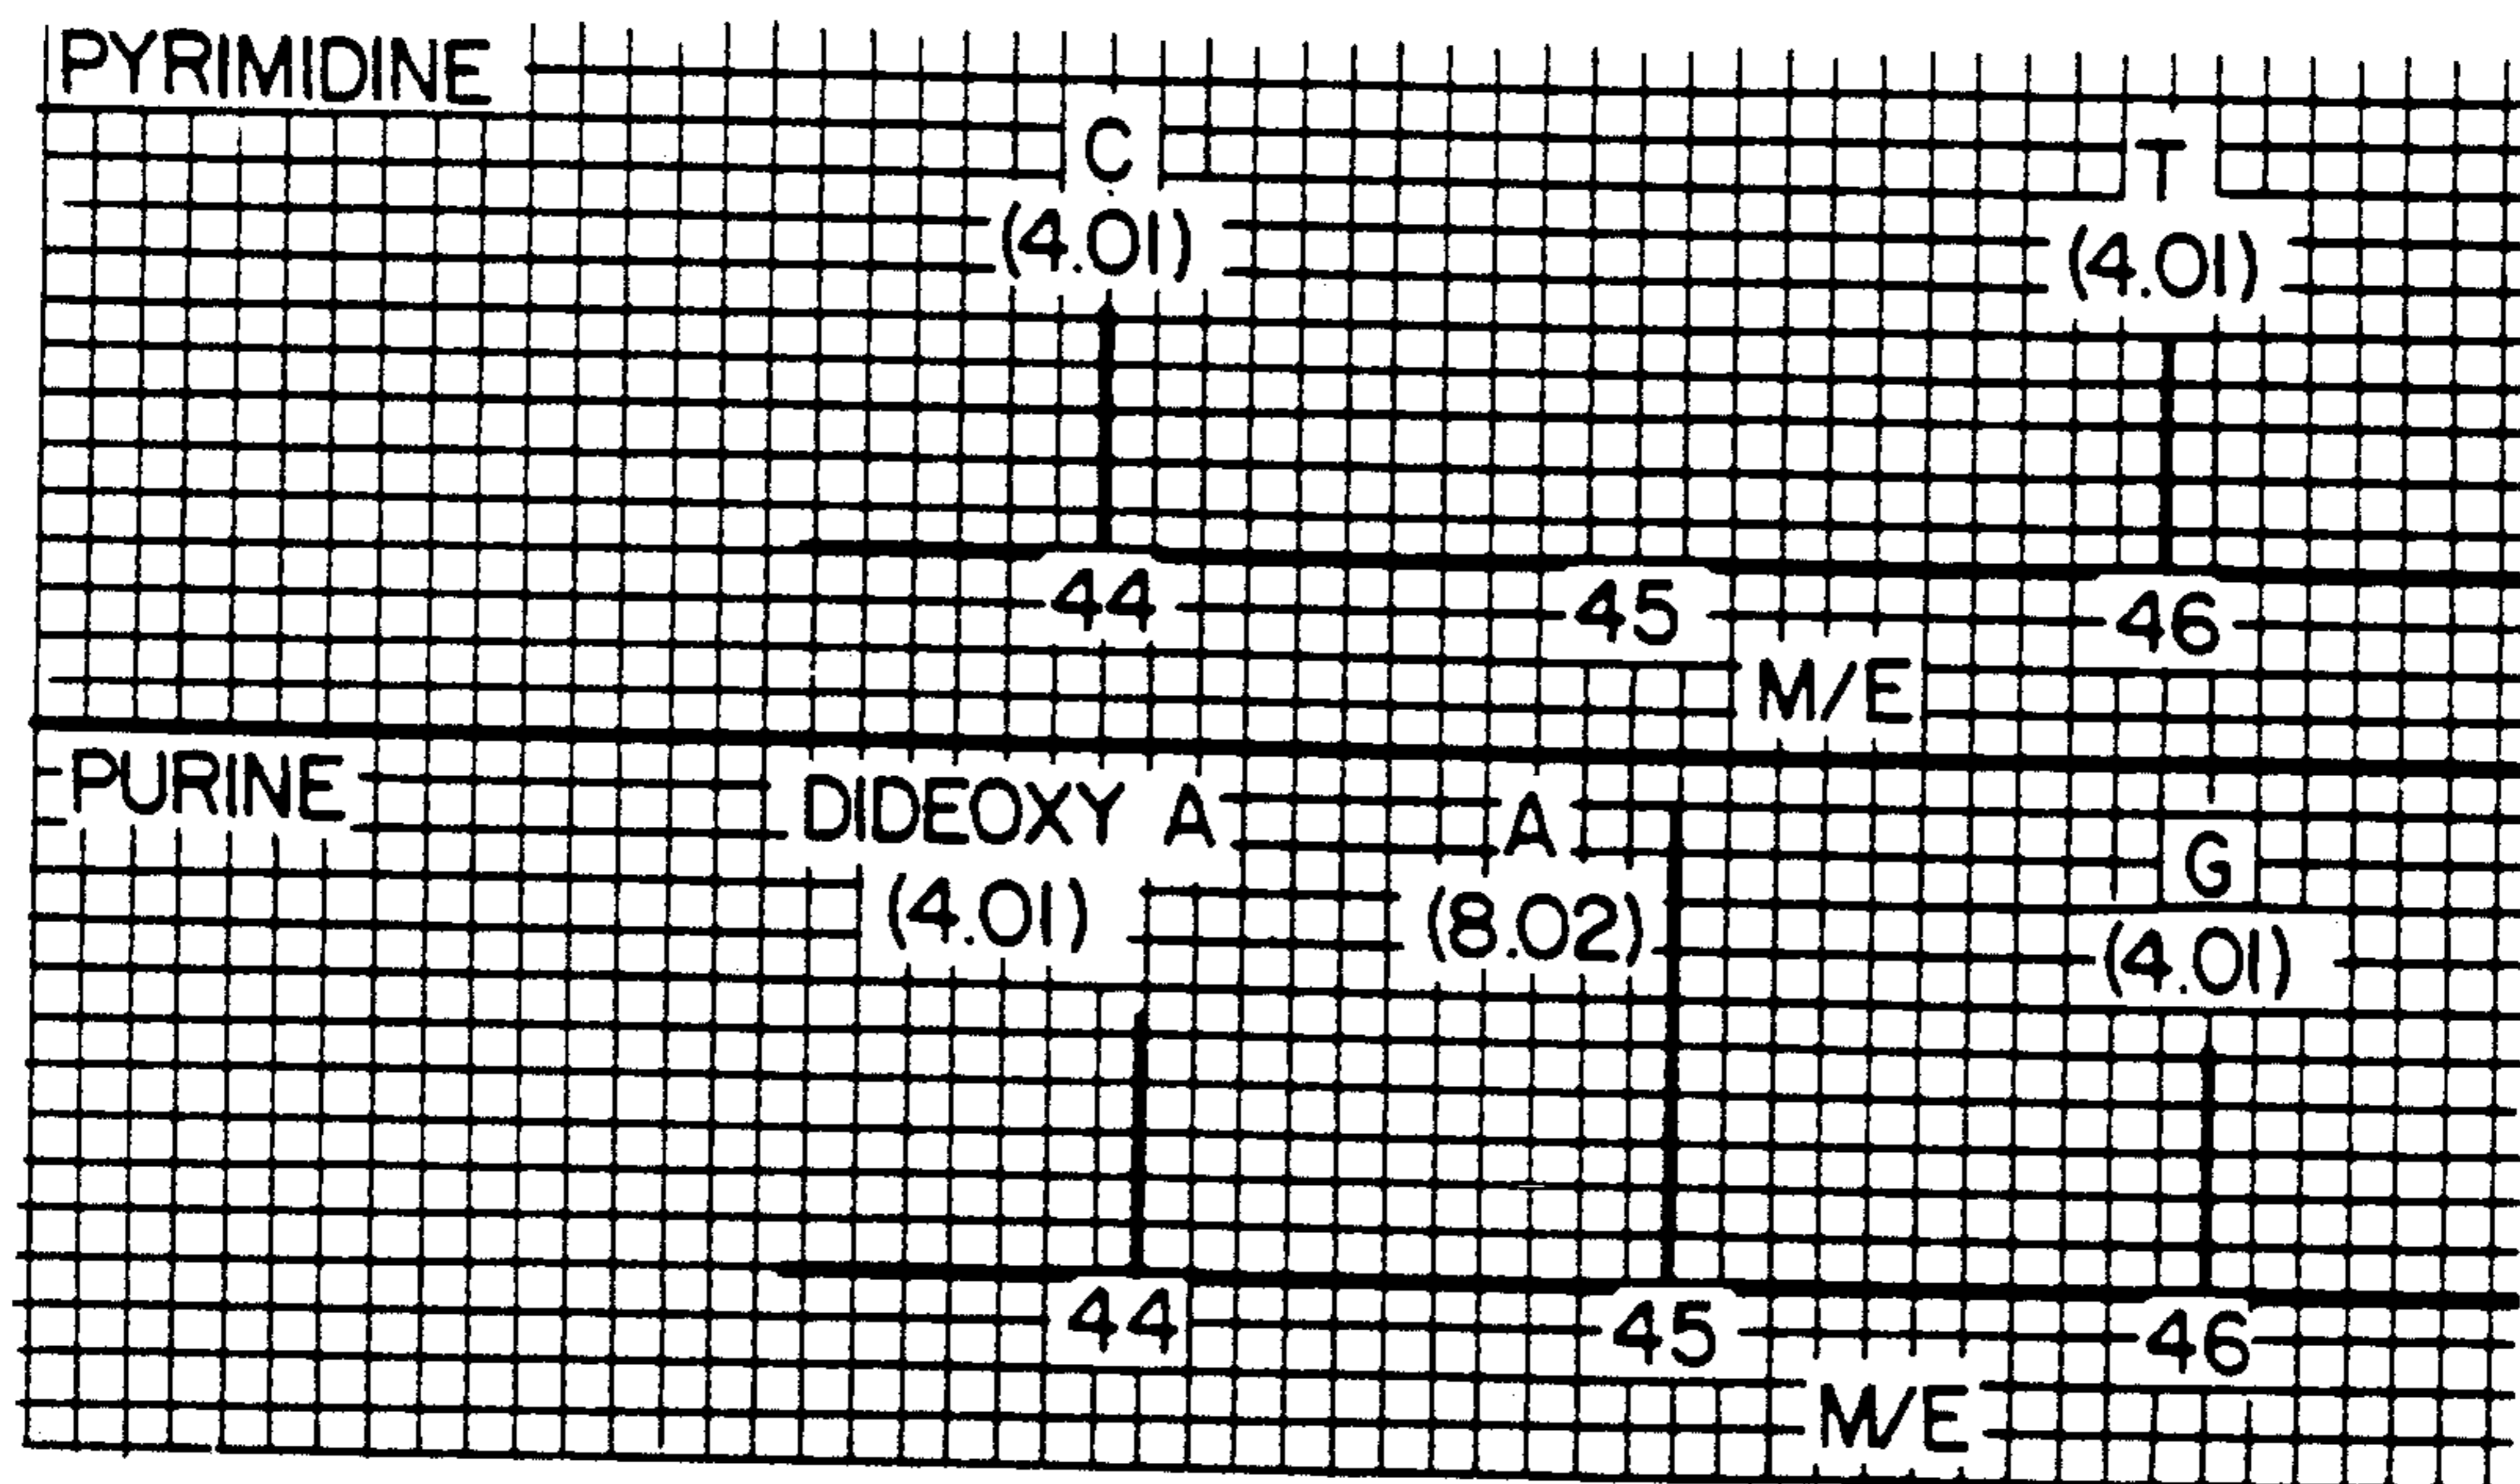 PYRIMIDINE
C T
(4.01) (4.01)
44 45 46
M/E
PURINE DIDEOXY A A G
(4.01) (8.02) (4.01)
44 45 46
M/E